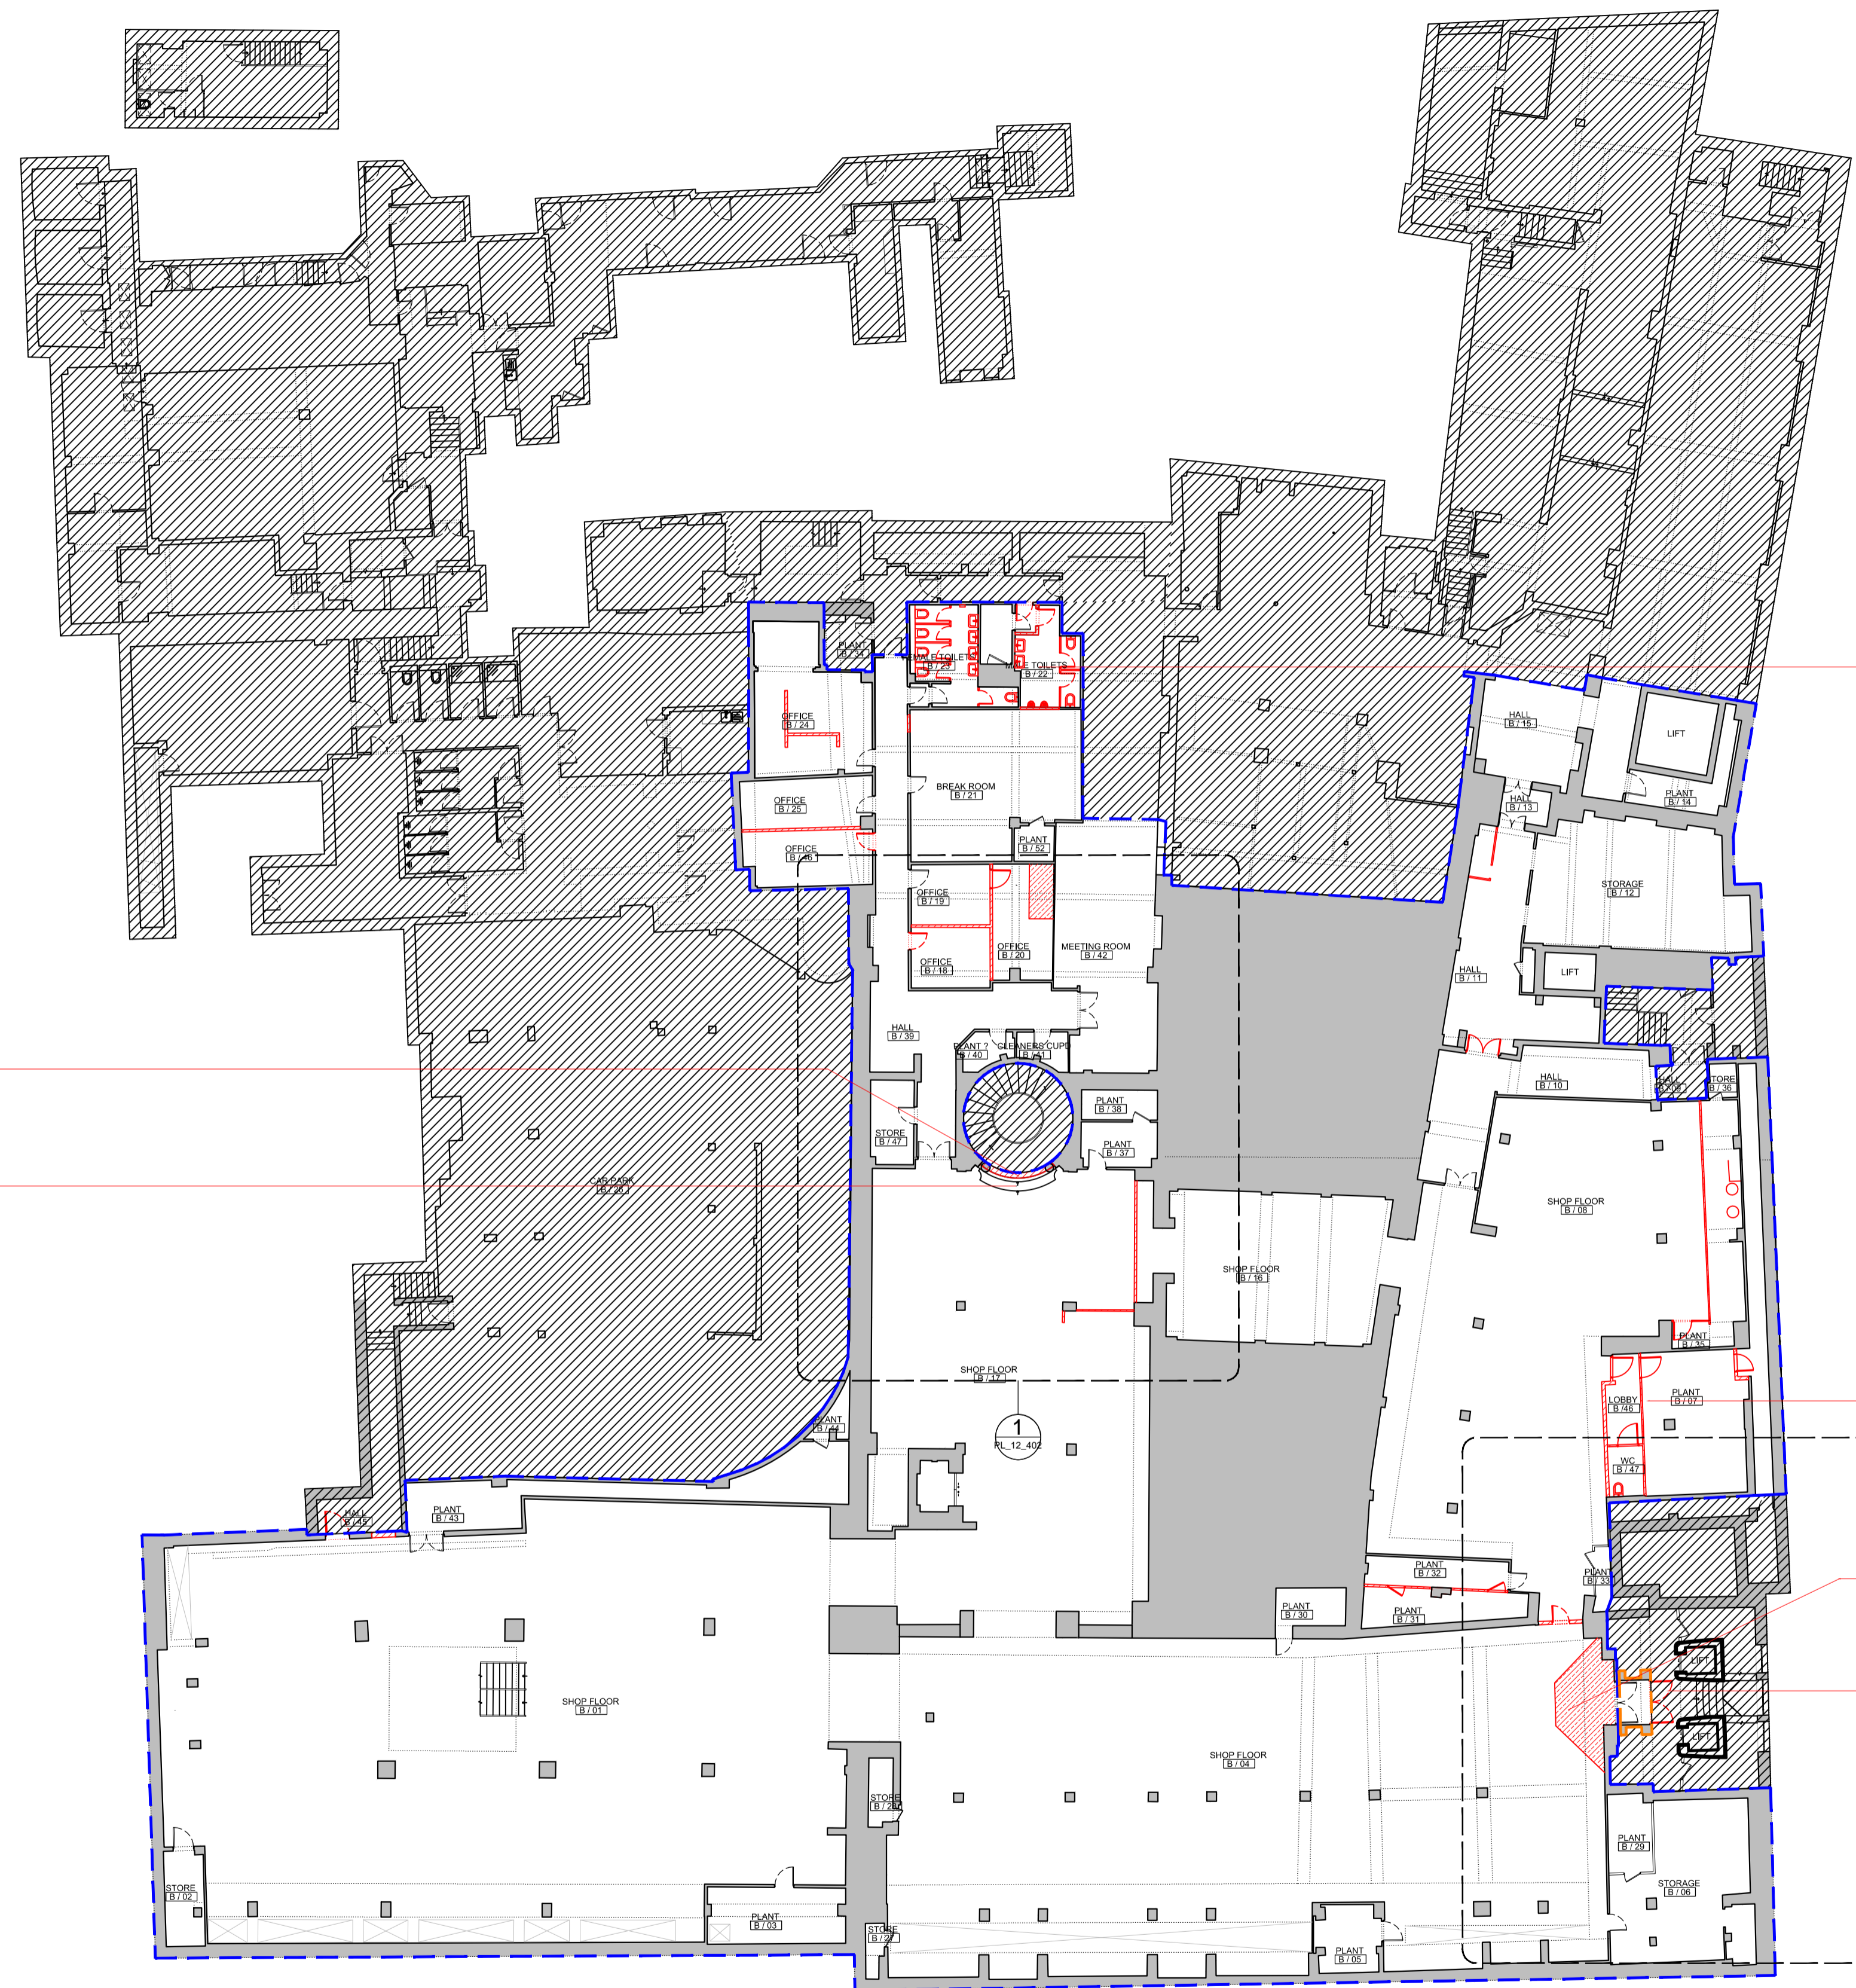 PLANT
B / 34
FEMALE TOILETS
B / 23
MALE TOILETS
B / 22
OFFICE
B / 24
HALL
B / 15
LIFT
OFFICE
B / 25
BREAK ROOM
B / 21
HALL
B / 13
PLANT
B / 14
PLANT
B / 52
OFFICE
B / 48
OFFICE
B / 19
STORAGE
B / 12
OFFICE
B / 18
OFFICE
B / 20
MEETING ROOM
B / 42
HALL
B / 11
LIFT
HALL
B / 39
PLANT ?
B / 40
CLEANERS CUPD
B / 41
HALL
B / 10
HALL
B / 09
STORE
B / 36
PLANT
B / 38
STORE
B / 47
PLANT
B / 37
CAR PARK
B / 26
SHOP FLOOR
B / 08
SHOP FLOOR
B / 16
PLANT
B / 35
SHOP FLOOR
B / 17
LOBBY
B /46
PLANT
B / 07
PLANT
B / 44
1
PL_12_402
WC
B / 47
HALL
B / 45
PLANT
B / 43
PLANT
B / 32
PLANT
B / 33
PLANT
B / 30
PLANT
B / 31
LIFT
SHOP FLOOR
B / 01
LIFT
SHOP FLOOR
B / 04
STORE
B / 28
PLANT
B / 29
STORE
B / 02
STORAGE
B / 06
PLANT
B / 03
STORE
B / 27
PLANT
B / 05